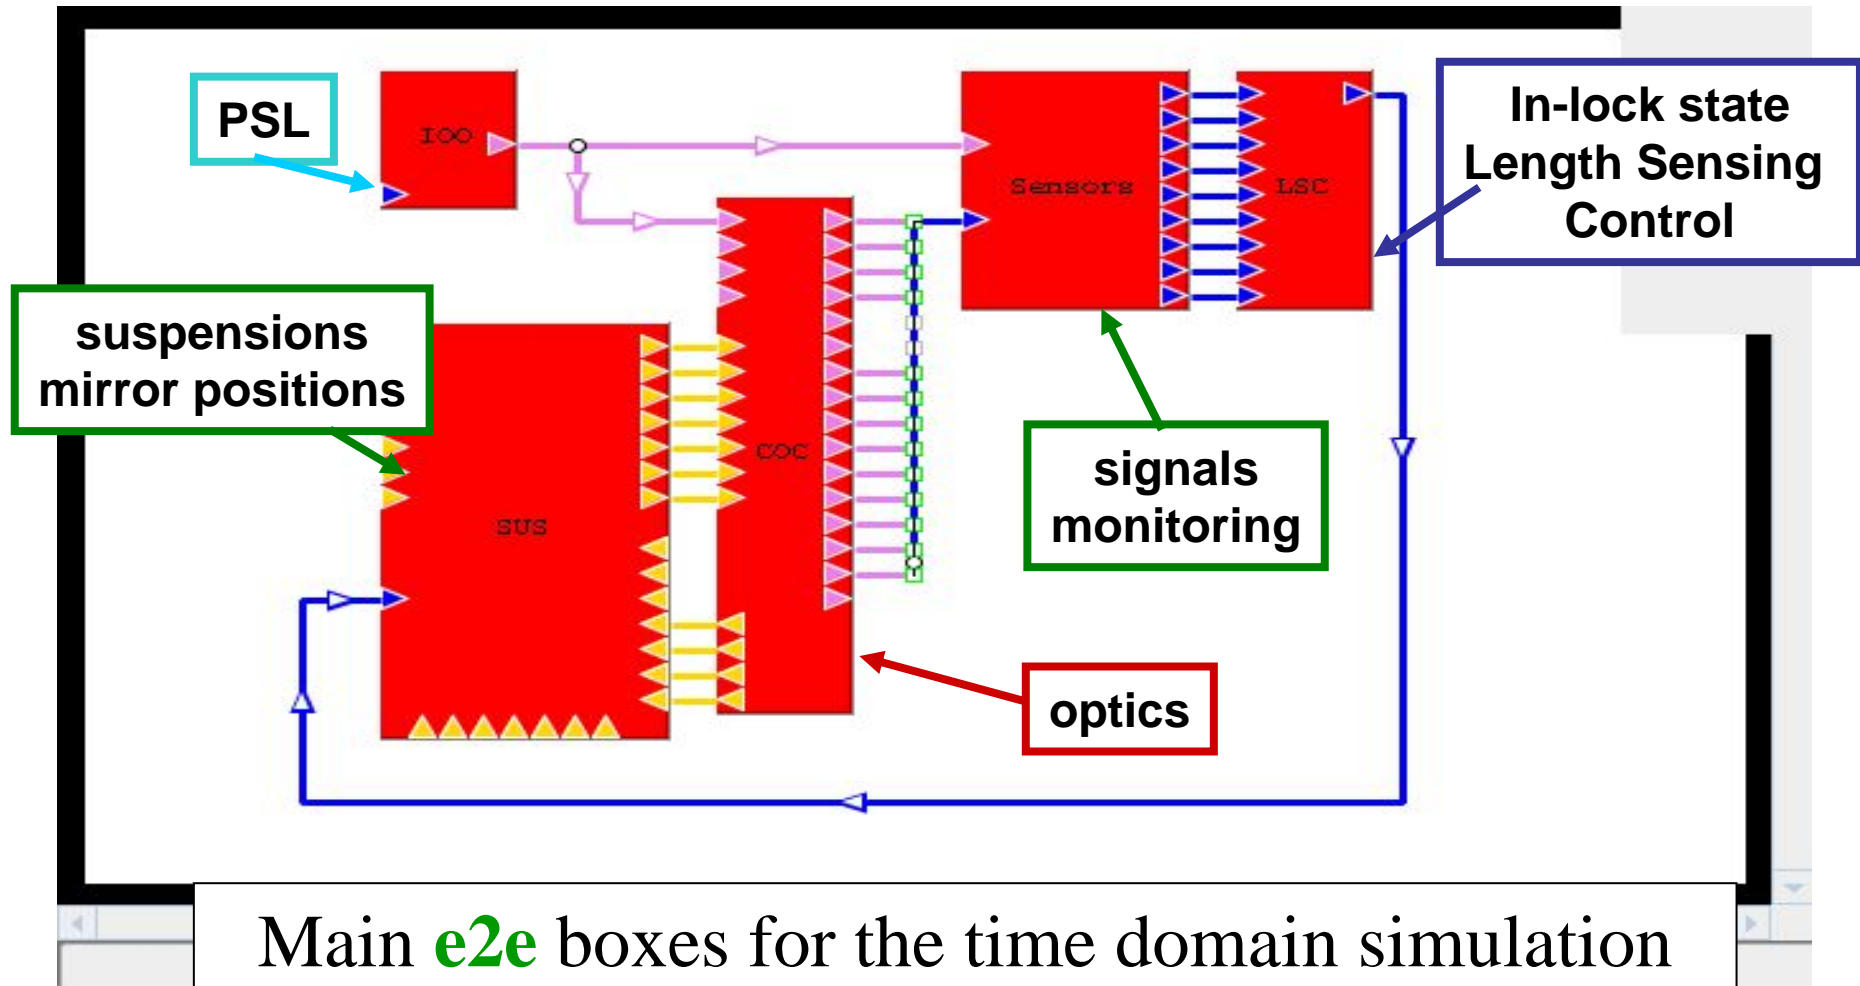 PSL
IOO
Sensors
LSC
In-lock state
Length Sensing
Control
suspensions
mirror positions
COC
signals
monitoring
SUS
optics
Main e2e boxes for the time domain simulation